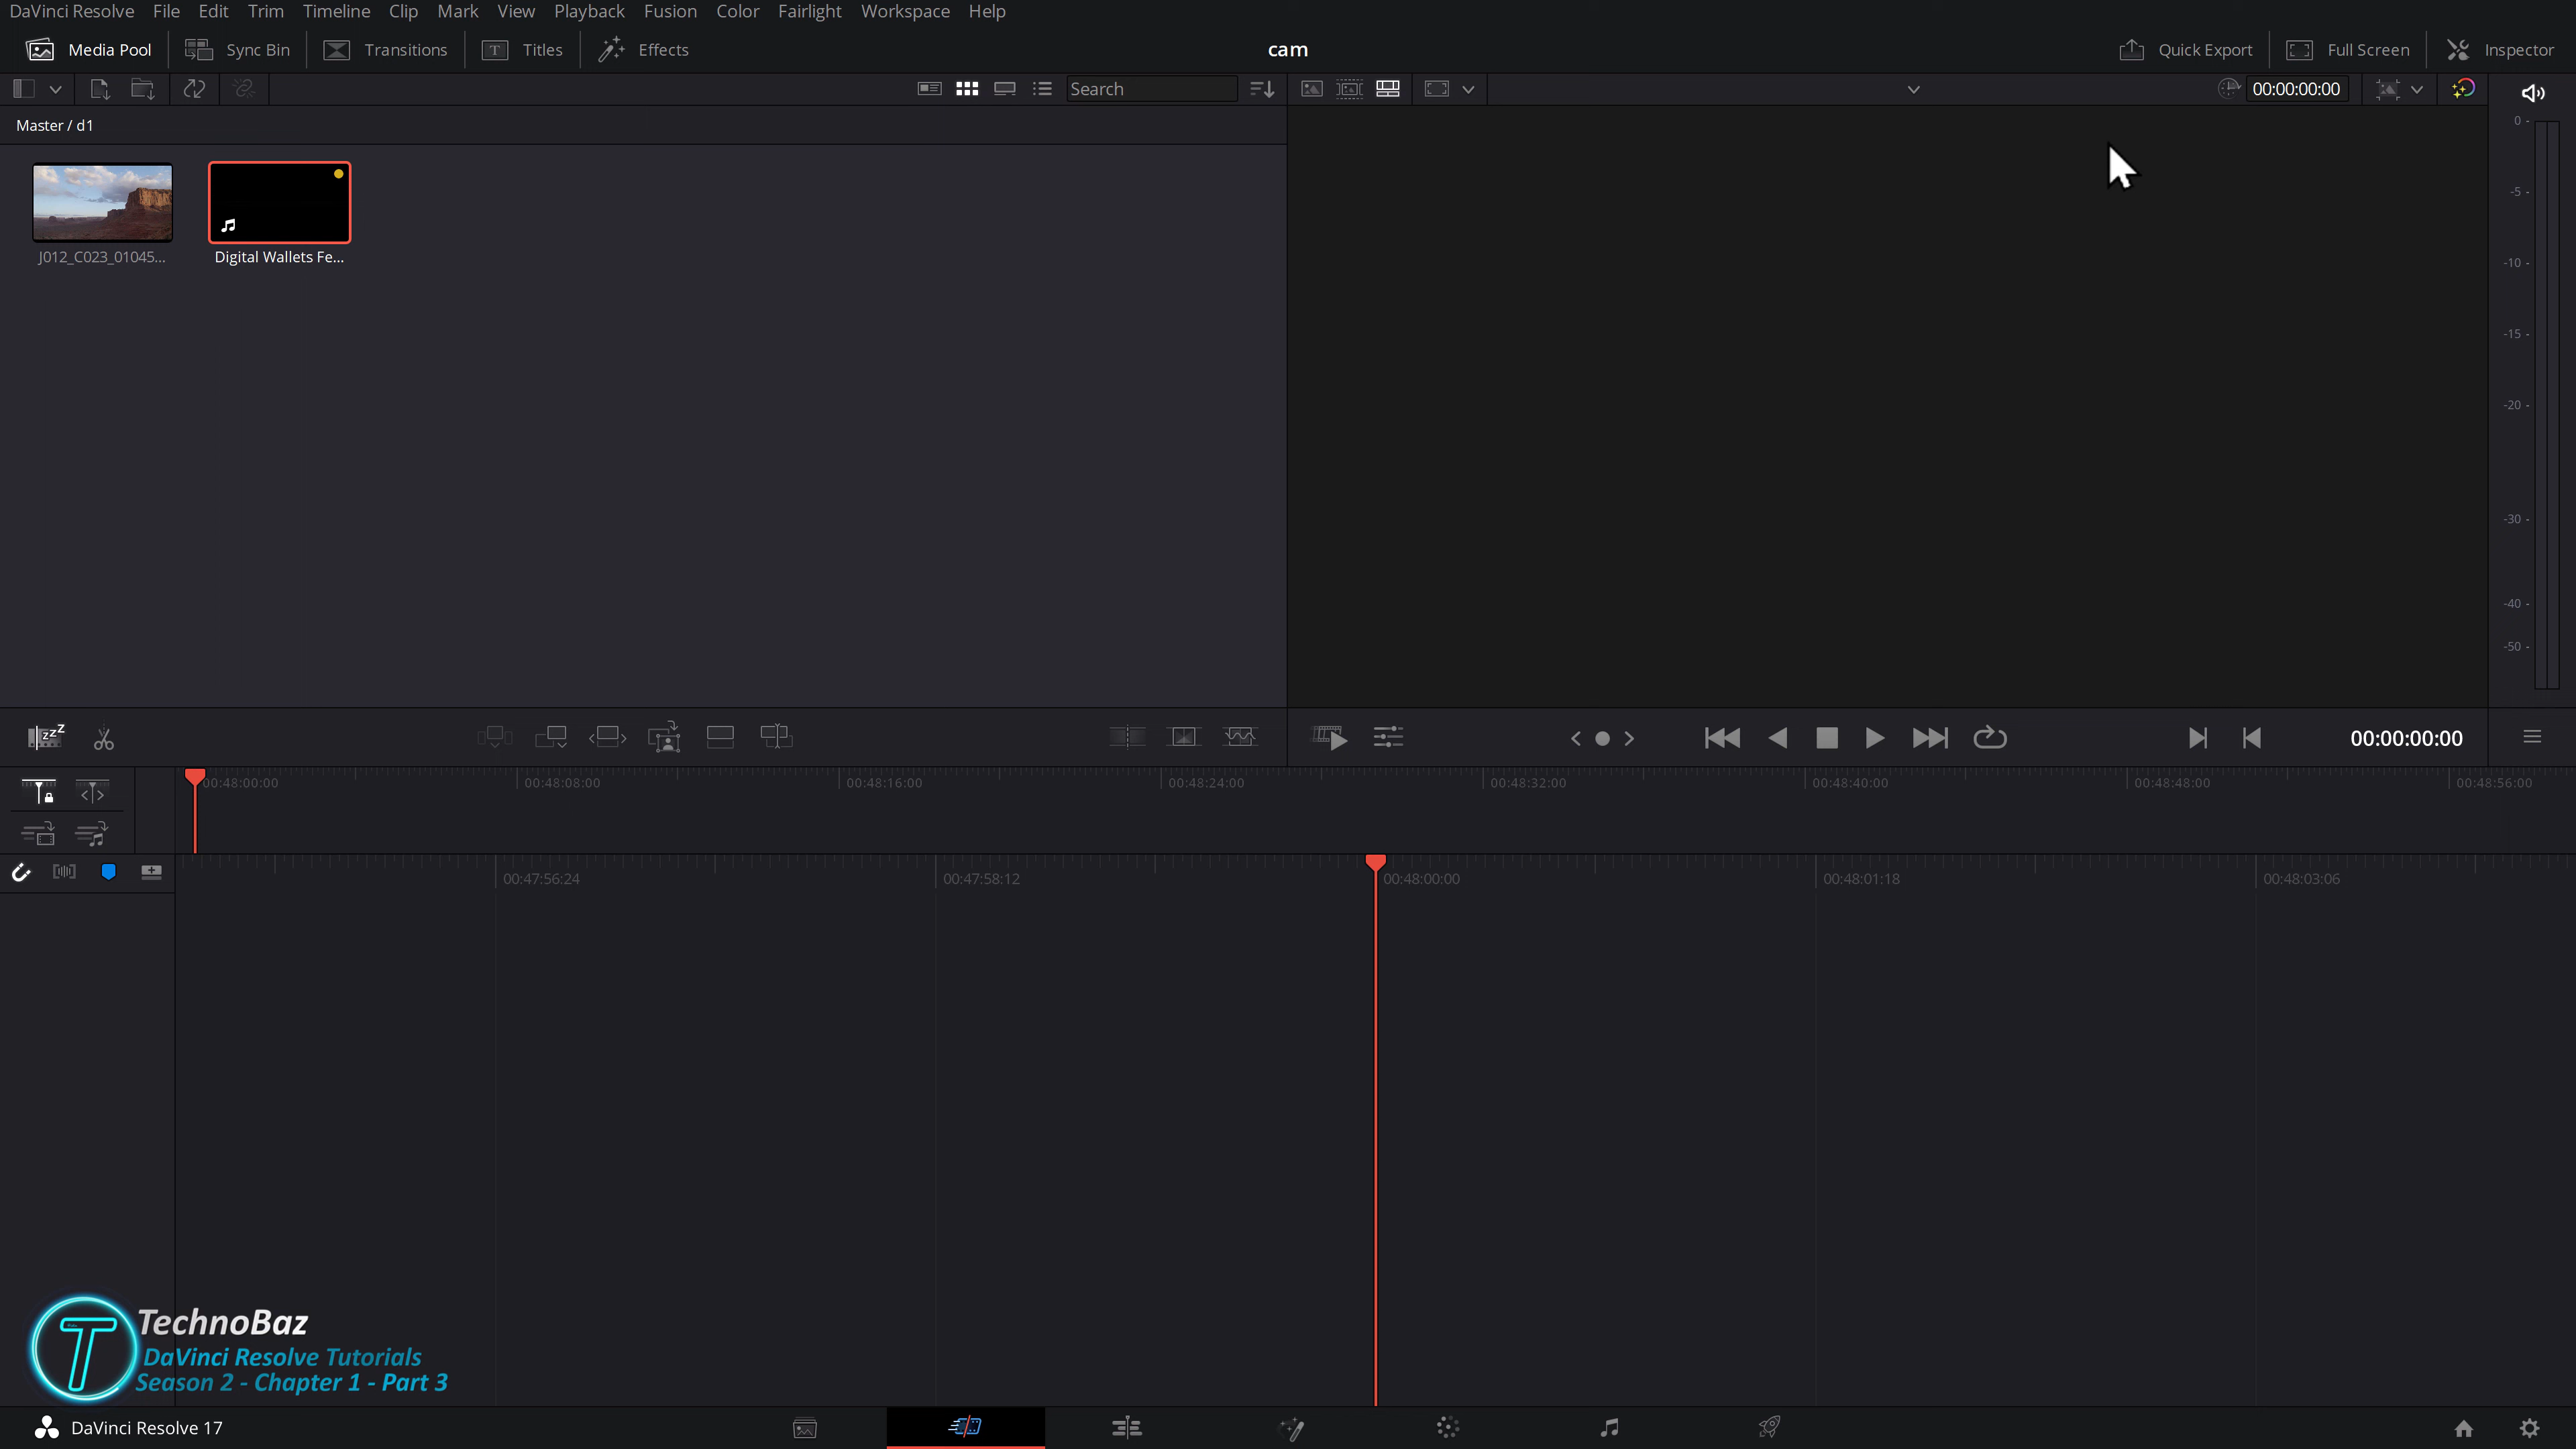 DaVinci Resolve File Edit Trim Timeline Clip Mark View Playback Fusion Color Fairlight Workspace Help
Media Pool Sync Bin Transitions Titles Effects cam Quick Export Full Screen Inspector
Search 00:00:00:00
Master / d1
J012_C023_01045...
Digital Wallets Fe...
0 -
-5 -
-10 -
-15 -
-20 -
-30 -
-40 -
-50 -
00:00:00:00
00:48:00:00 00:48:08:00 00:48:16:00 00:48:24:00 00:48:32:00 00:48:40:00 00:48:48:00 00:48:56:00
00:47:56:24 00:47:58:12 00:48:00:00 00:48:01:18 00:48:03:06
TechnoBaz
DaVinci Resolve Tutorials
Season 2 - Chapter 1 - Part 3
DaVinci Resolve 17